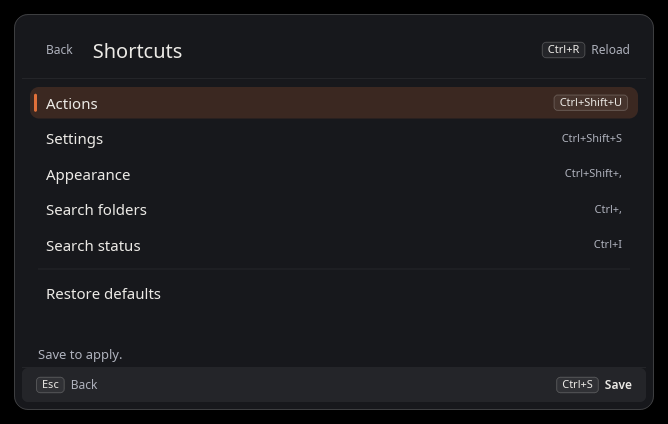 Back Shortcuts Ctrl+R Reload
Actions Ctrl+Shift+U
Settings Ctrl+Shift+S
Appearance Ctrl+Shift+,
Search folders Ctrl+,
Search status Ctrl+I
Restore defaults
Save to apply.
Esc Back Ctrl+S Save